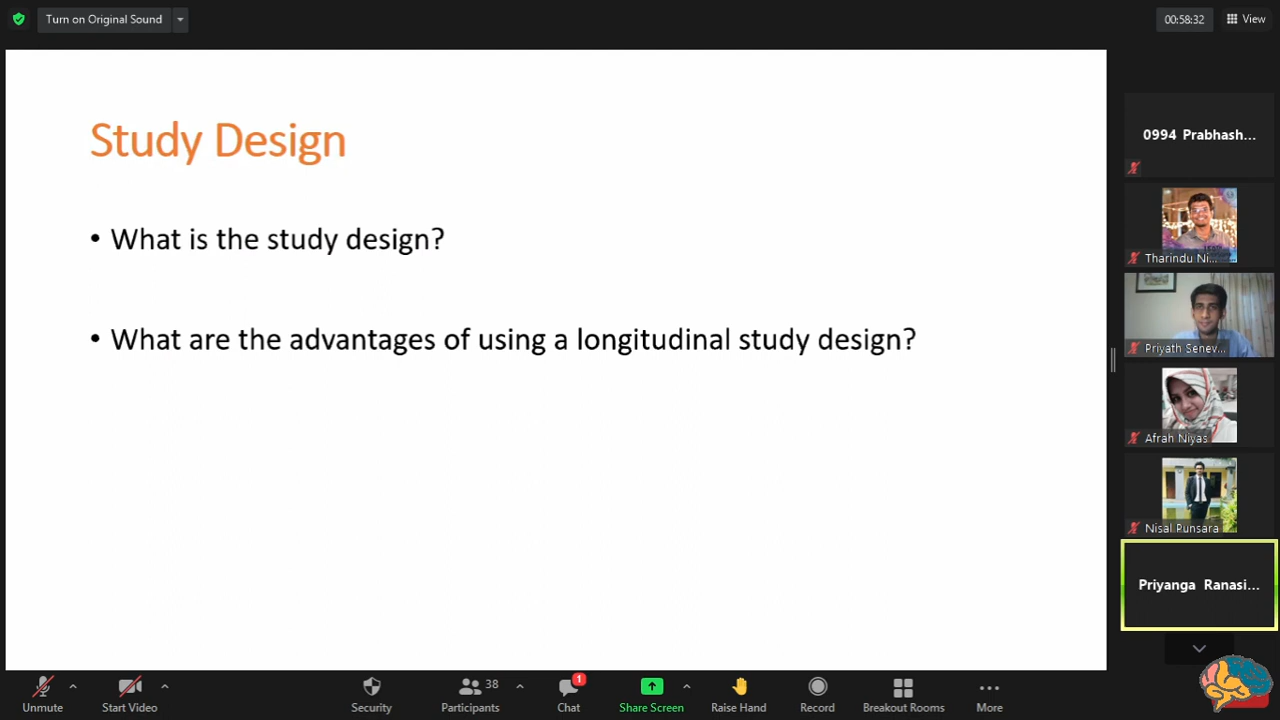 Turn on Original Sound
00:58:32
View
Study Design
• What is the study design?
• What are the advantages of using a longitudinal study design?
0994 Prabhash...
Tharindu Ni...
Priyath Senev...
Afrah Niyas
Nisal Punsara
Priyanga Ranasi...
Unmute
Start Video
Security
38
Participants
1
Chat
Share Screen
Raise Hand
Record
Breakout Rooms
More